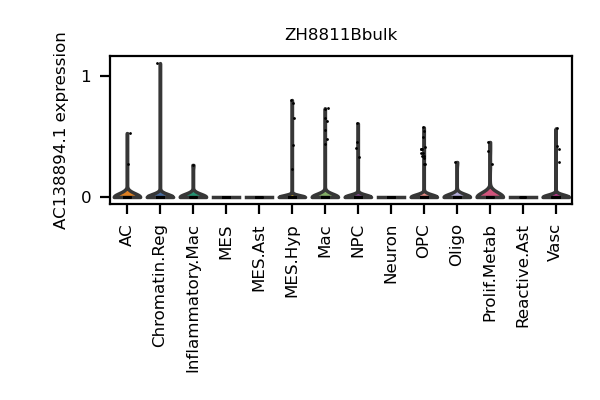 ZH8811Bbulk
AC138894.1 expression
1
0
AC
Chromatin.Reg
Inflammatory.Mac
MES
MES.Ast
MES.Hyp
Mac
NPC
Neuron
OPC
Oligo
Prolif.Metab
Reactive.Ast
Vasc